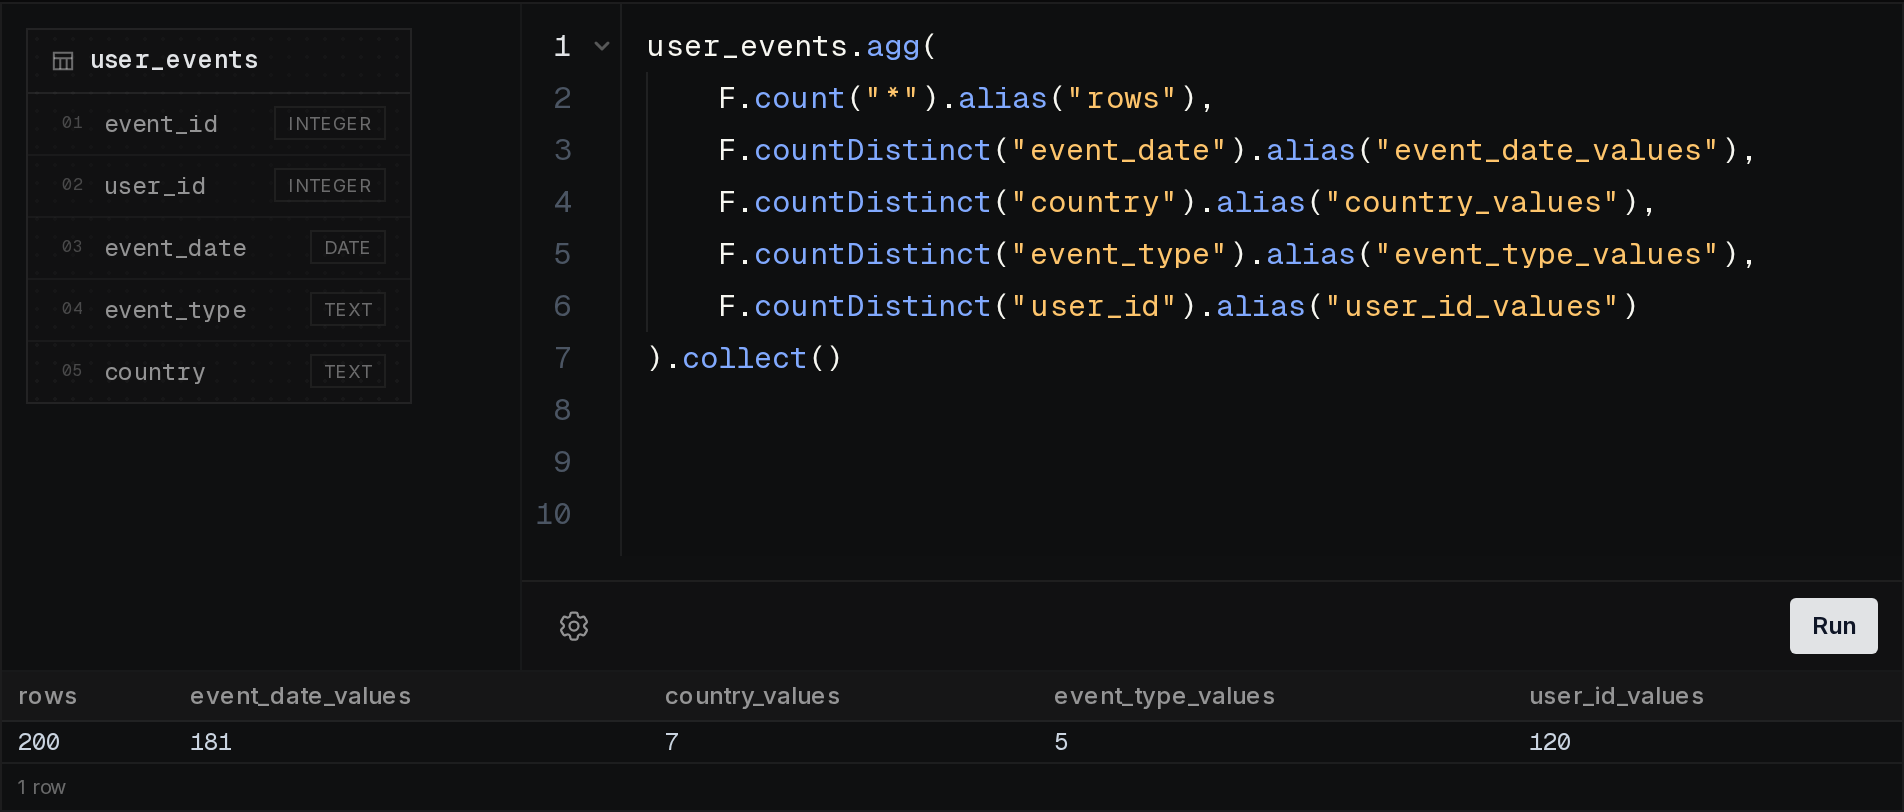 user_events
01 event_id INTEGER
02 user_id INTEGER
03 event_date DATE
04 event_type TEXT
05 country TEXT
1 user_events.agg(
2     F.count("*").alias("rows"),
3     F.countDistinct("event_date").alias("event_date_values"),
4     F.countDistinct("country").alias("country_values"),
5     F.countDistinct("event_type").alias("event_type_values"),
6     F.countDistinct("user_id").alias("user_id_values")
7 ).collect()
8
9
10
Run
rows event_date_values country_values event_type_values user_id_values
200 181 7 5 120
1 row